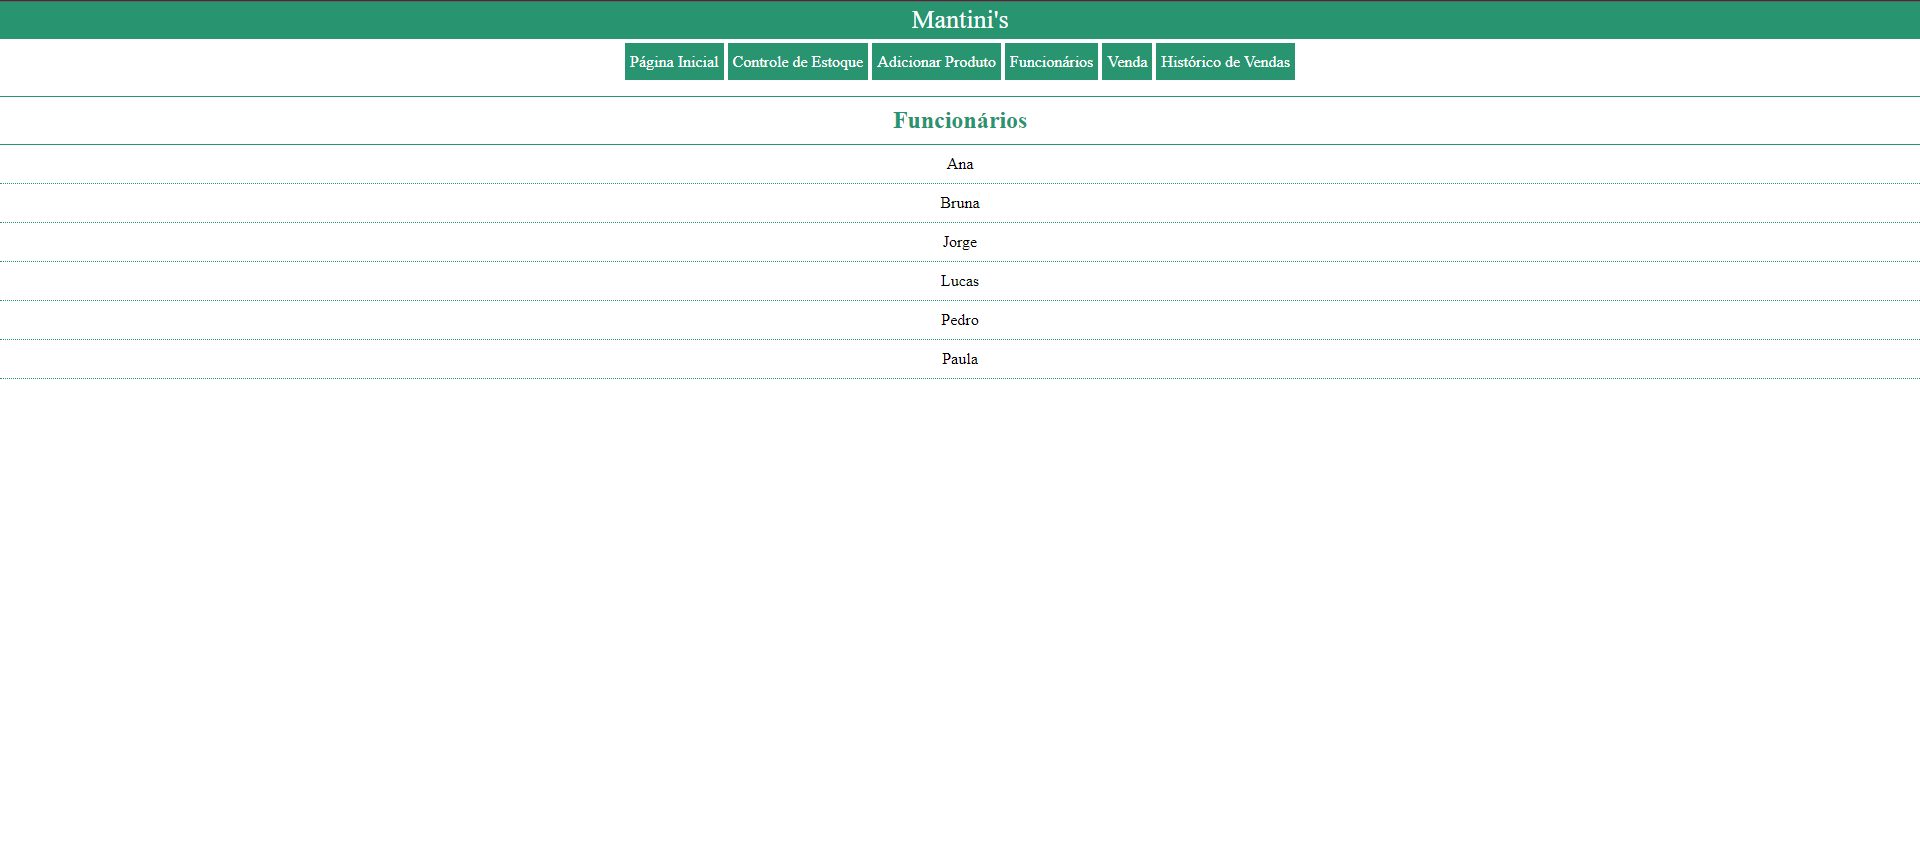 Mantini's
Página Inicial Controle de Estoque Adicionar Produto Funcionários Venda Histórico de Vendas
Funcionários
Ana
Bruna
Jorge
Lucas
Pedro
Paula